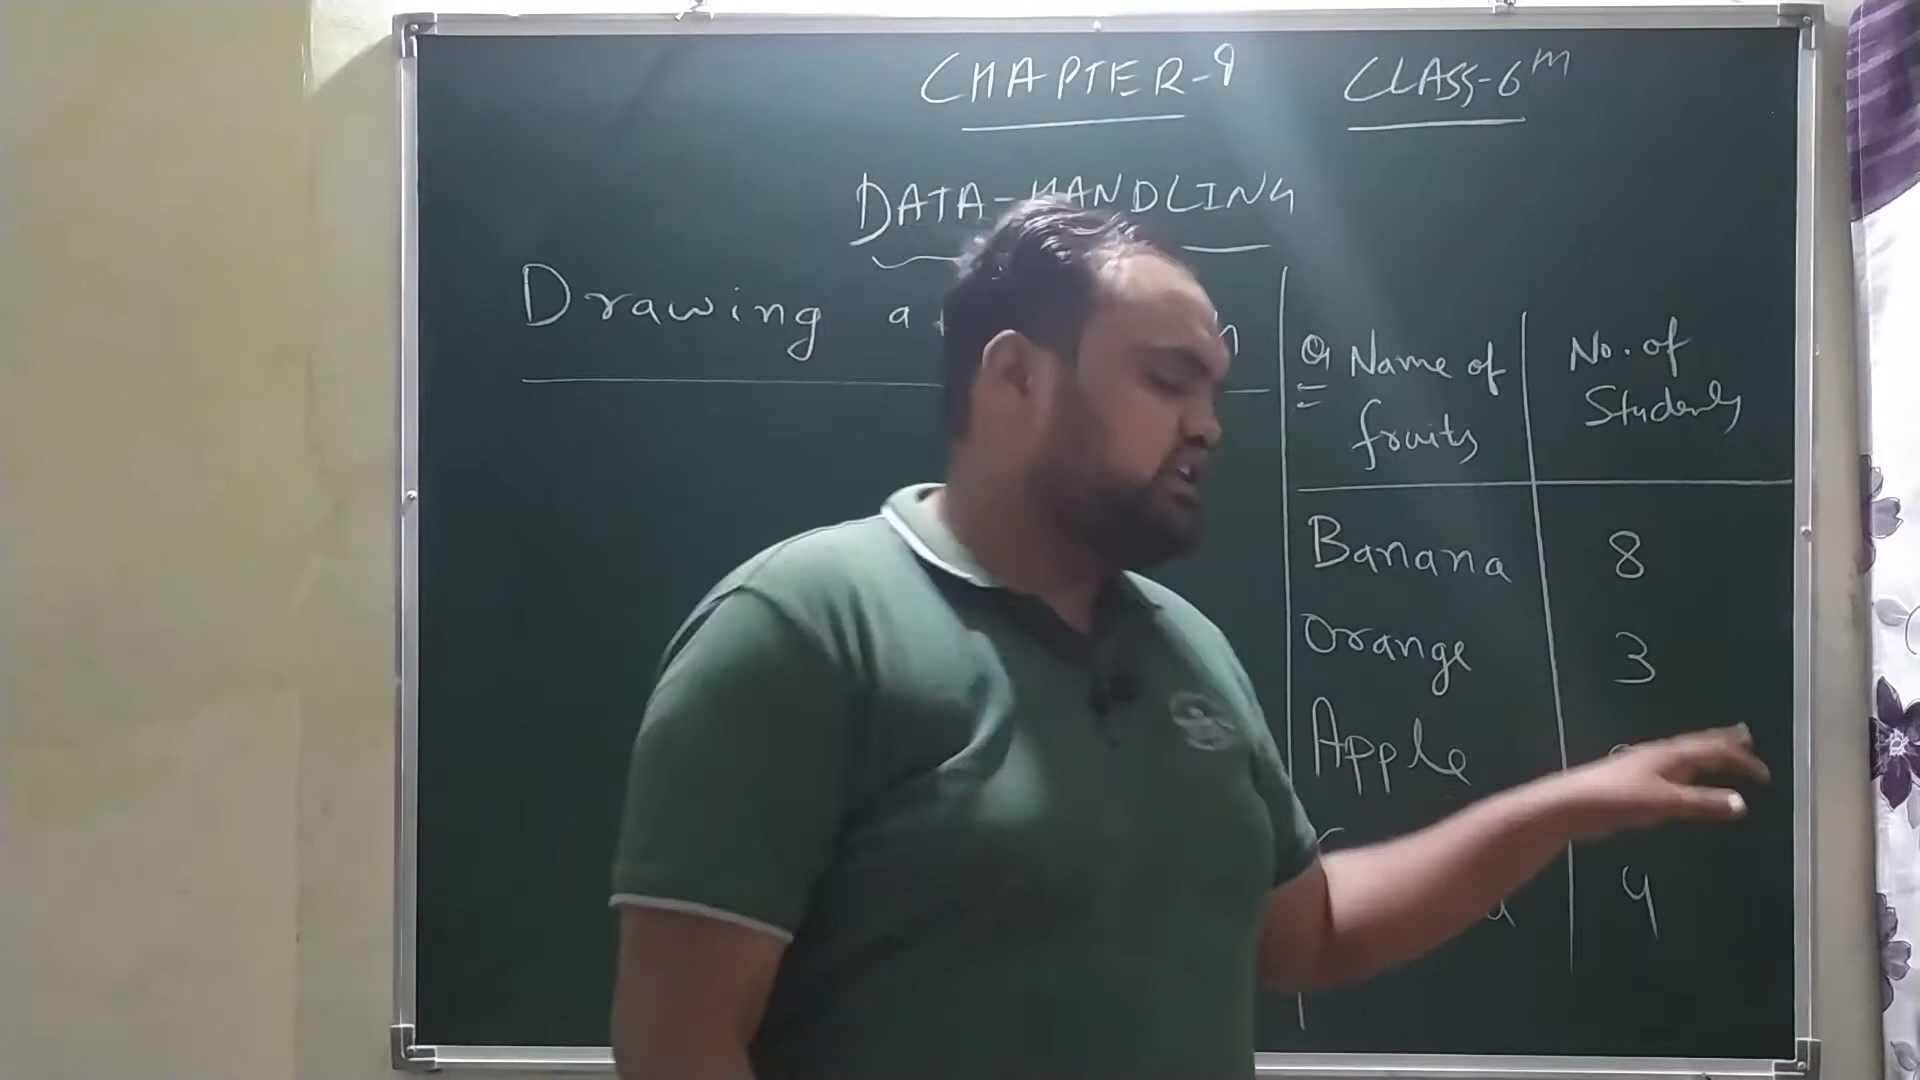 CHAPTER-9 CLASS-6th
DATA-HANDLING
Drawing a
Q Name of fruits
No. of Students
Banana 8
Orange 3
Apple
4